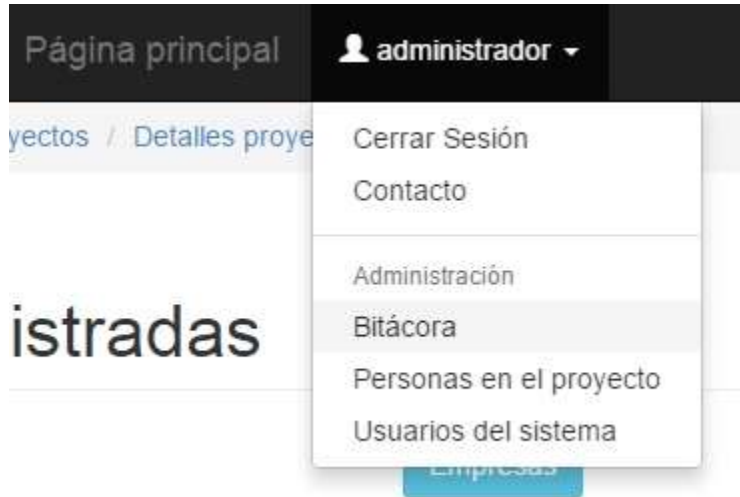 Página principal administrador
yectos / Detalles proye
Cerrar Sesión
Contacto
Administración
istradas
Bitácora
Personas en el proyecto
Usuarios del sistema
Empresas